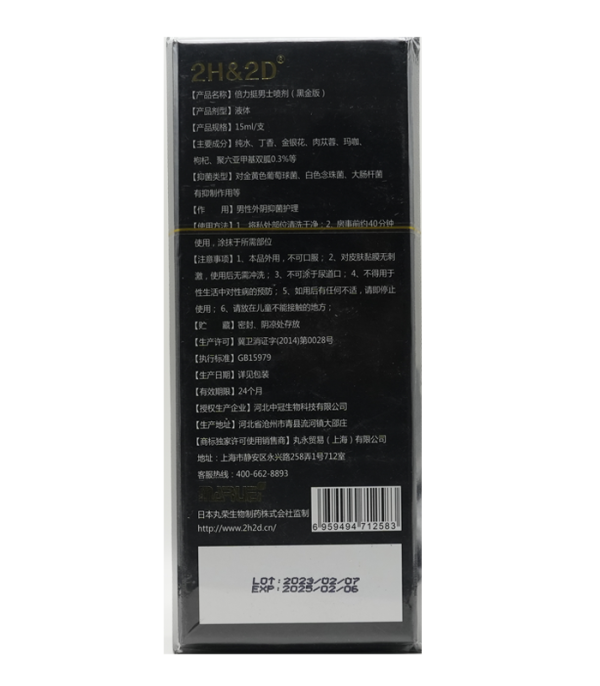 2H&2D
【产品名称】倍力挺男士喷剂（黑金版）
【产品剂型】液体
【产品规格】15ml/支
【主要成分】纯水、丁香、金银花、肉苁蓉、玛咖、
枸杞、聚六亚甲基双胍0.3%等
【抑菌类型】对金黄色葡萄球菌、白色念珠菌、大肠杆菌
有抑制作用等
【作 用】男性外阴抑菌护理
【使用方法】1、将私处部位清洗干净；2、房事前约40分钟
使用，涂抹于所需部位
【注意事项】1、本品外用，不可口服；2、对皮肤黏膜无刺
激，使用后无需冲洗；3、不可涂于尿道口；4、不得用于
性生活中对性病的预防；5、如用后有任何不适，请即停止
使用；6、请放在儿童不能接触的地方；
【贮 藏】密封、阴凉处存放
【生产许可】冀卫消证字(2014)第0028号
【执行标准】GB15979
【生产日期】详见包装
【有效期限】24个月
【授权生产企业】河北中冠生物科技有限公司
【生产地址】河北省沧州市青县流河镇大邵庄
【商标独家许可使用销售商】丸永贸易（上海）有限公司
地址：上海市静安区永兴路258弄1号712室
客服热线：400-662-8893
日本丸荣生物制药株式会社监制
http://www.2h2d.cn/
6 959494 712583
LOT:2023/02/07
EXP:2025/02/06